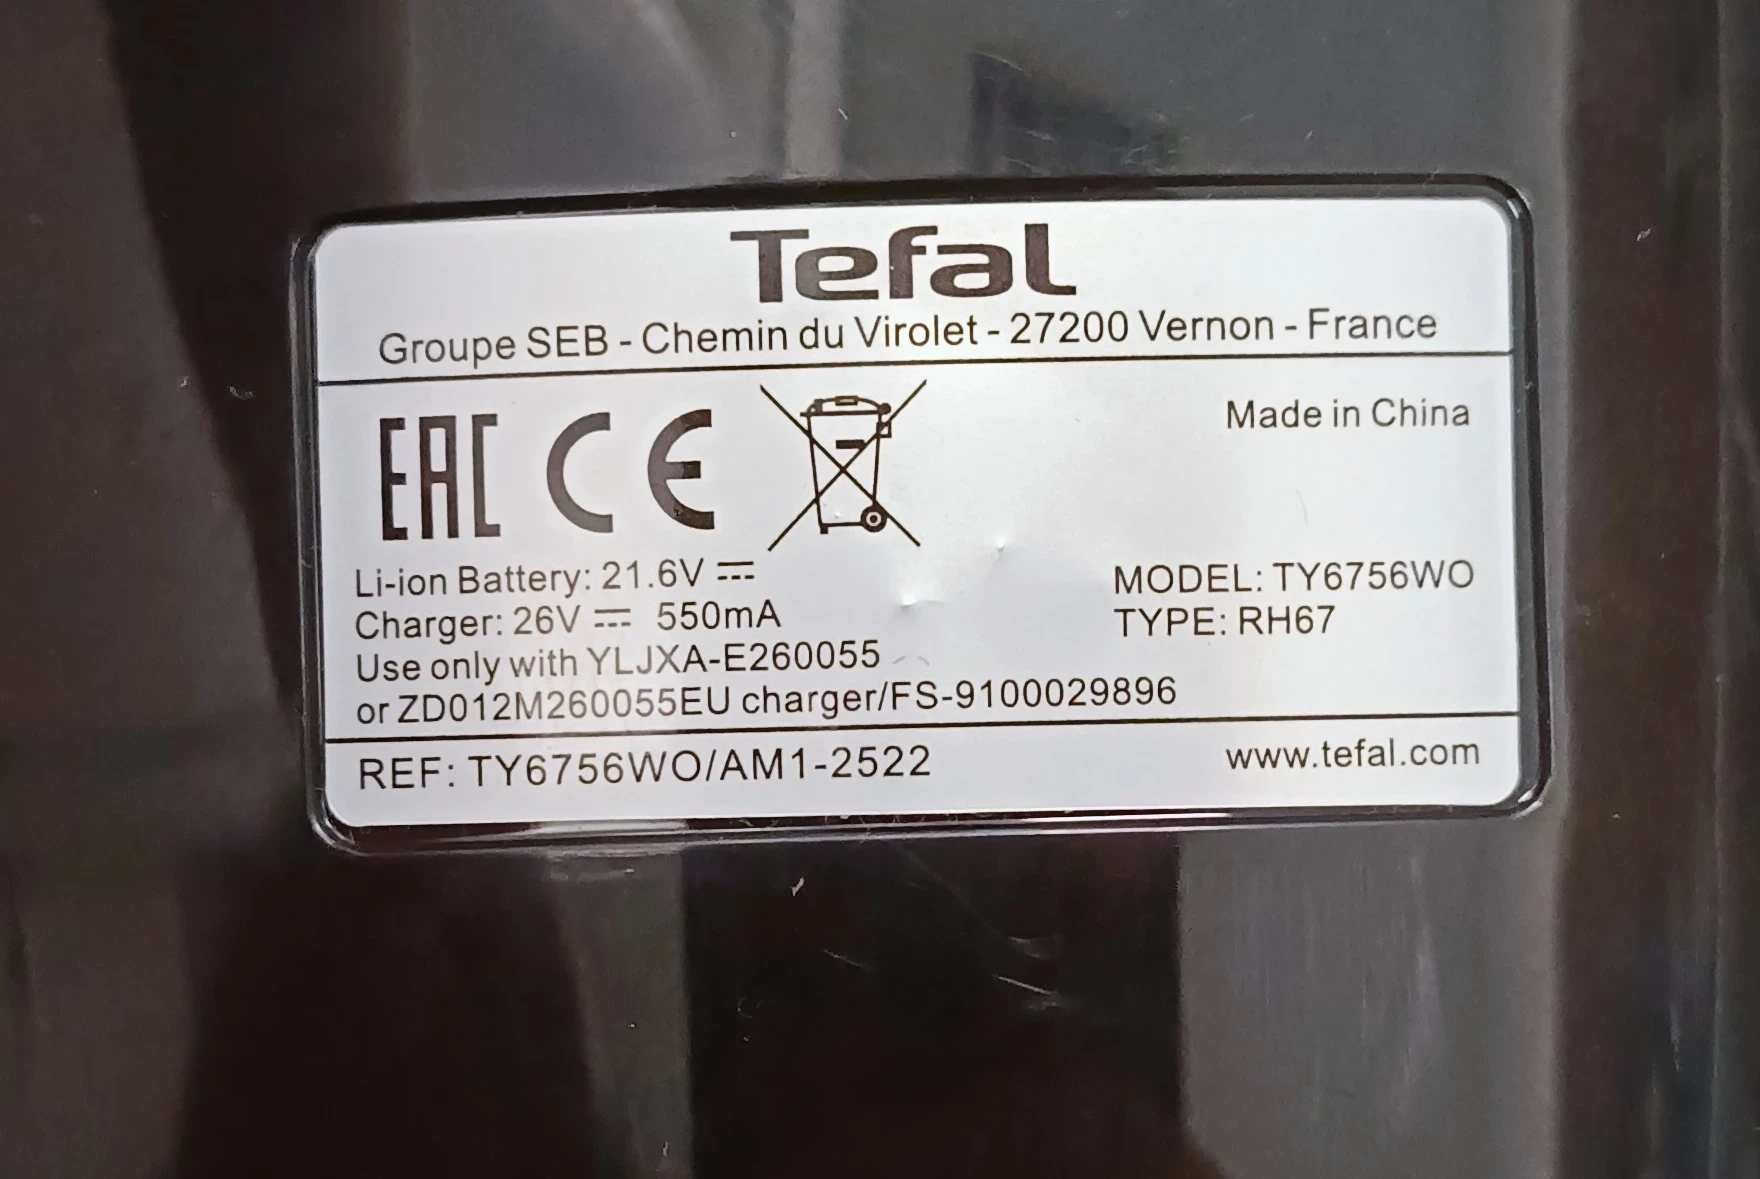 Tefal
Groupe SEB - Chemin du Virolet - 27200 Vernon - France
EAC CE
Made in China
Li-ion Battery: 21.6V ⎓
Charger: 26V ⎓ 550mA
Use only with YLJXA-E260055
or ZD012M260055EU charger/FS-9100029896
MODEL: TY6756WO
TYPE: RH67
REF: TY6756WO/AM1-2522
www.tefal.com